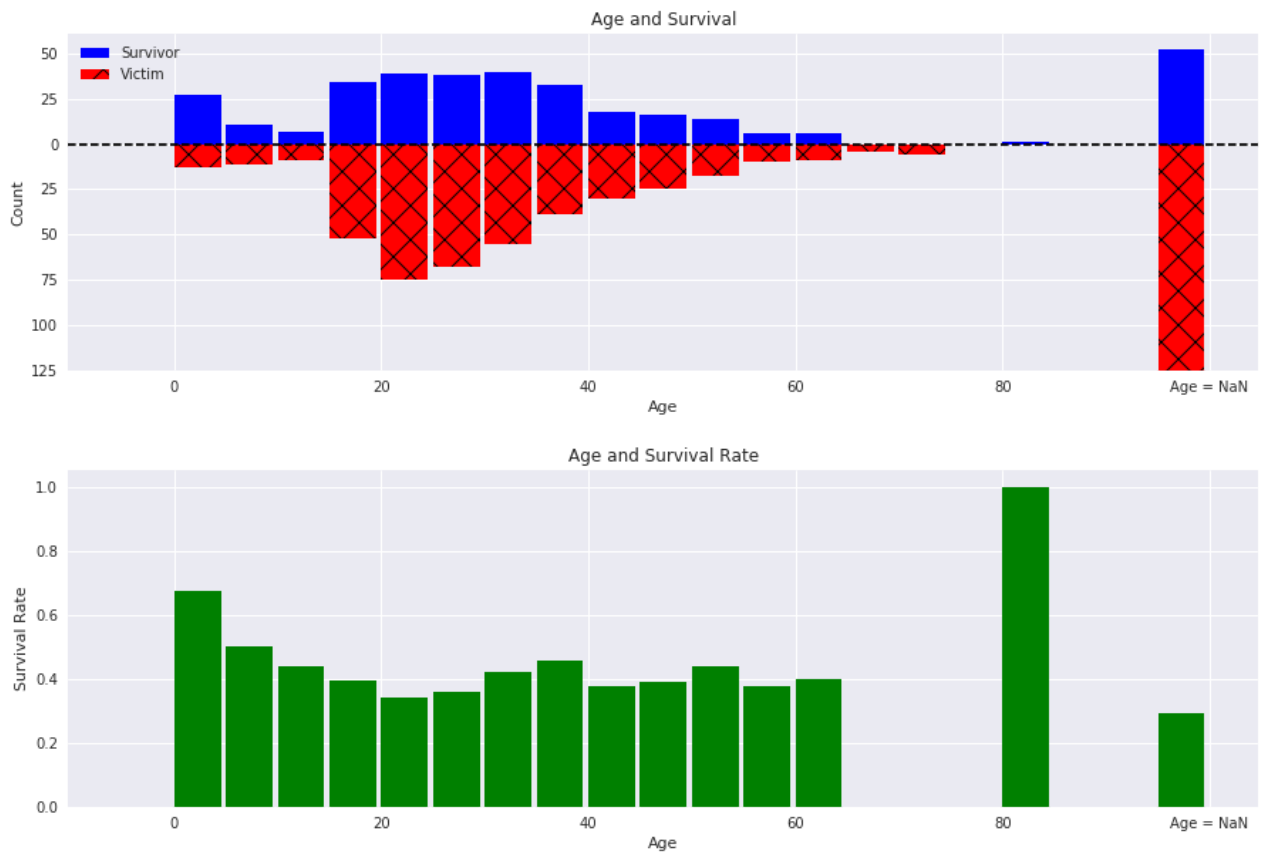 Age and Survival
Survivor
Victim
50
25
0
25
50
75
100
125
Count
0 20 40 60 80 Age = NaN
Age
Age and Survival Rate
1.0
0.8
0.6
0.4
0.2
0.0
Survival Rate
0 20 40 60 80 Age = NaN
Age